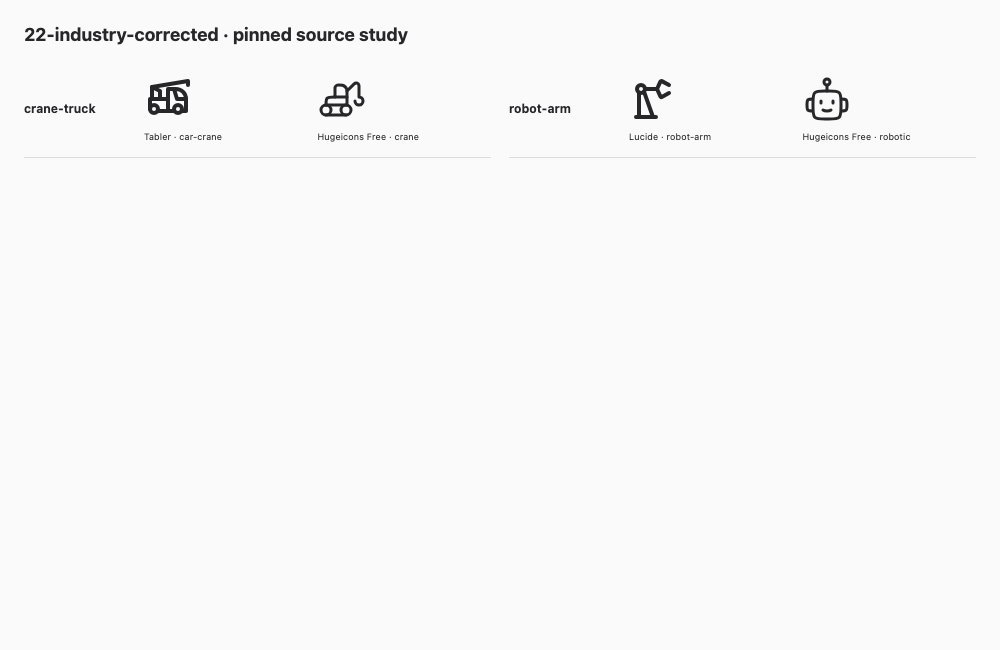 22-industry-corrected · pinned source study
crane-truck
Tabler · car-crane
Hugeicons Free · crane
robot-arm
Lucide · robot-arm
Hugeicons Free · robotic